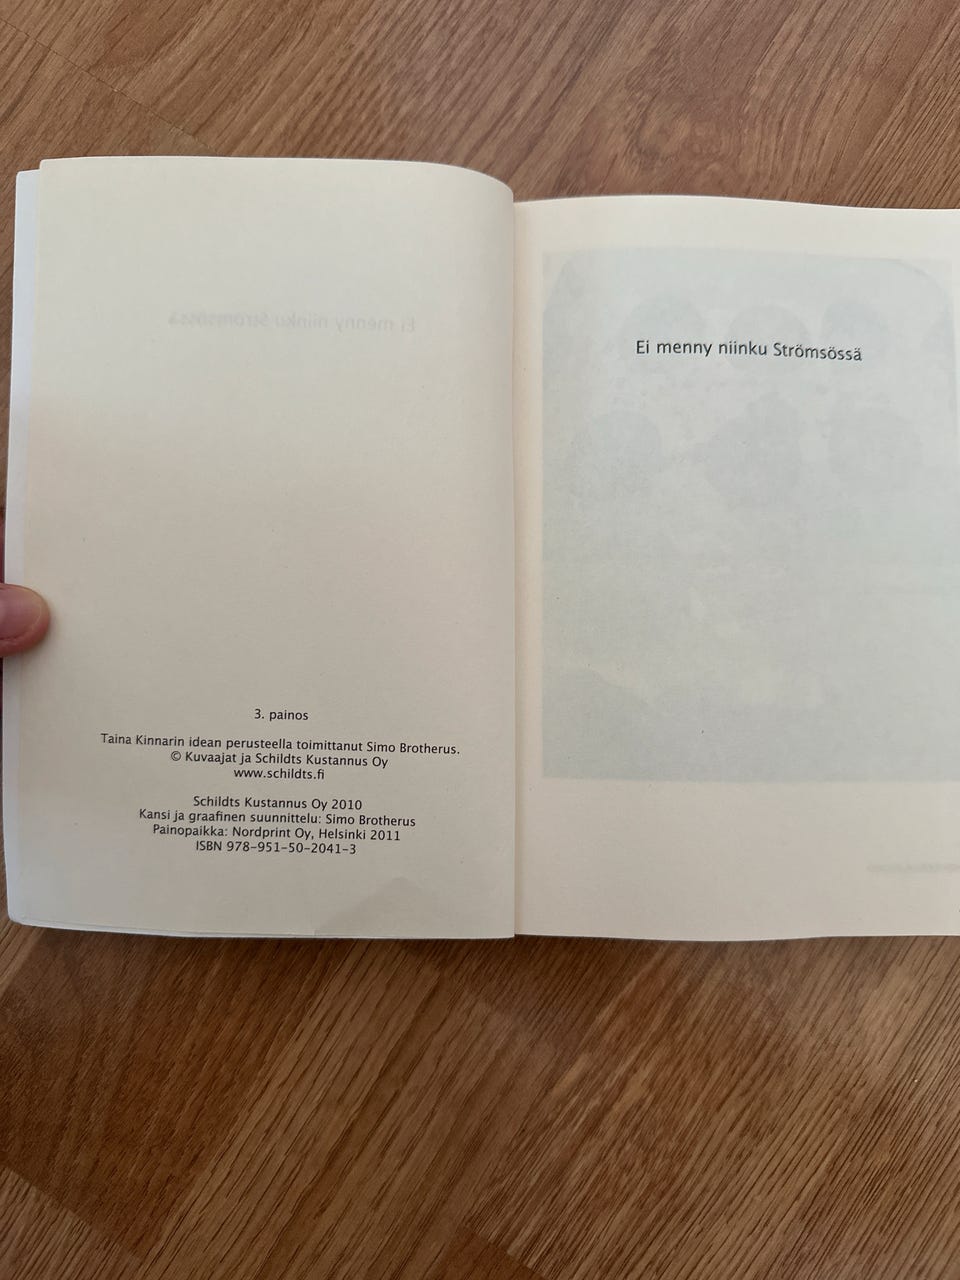 3. painos
Taina Kinnarin idean perusteella toimittanut Simo Brotherus.
© Kuvaajat ja Schildts Kustannus Oy
www.schildts.fi
Schildts Kustannus Oy 2010
Kansi ja graafinen suunnittelu: Simo Brotherus
Painopaikka: Nordprint Oy, Helsinki 2011
ISBN 978-951-50-2041-3
Ei menny niinku Strömsössä